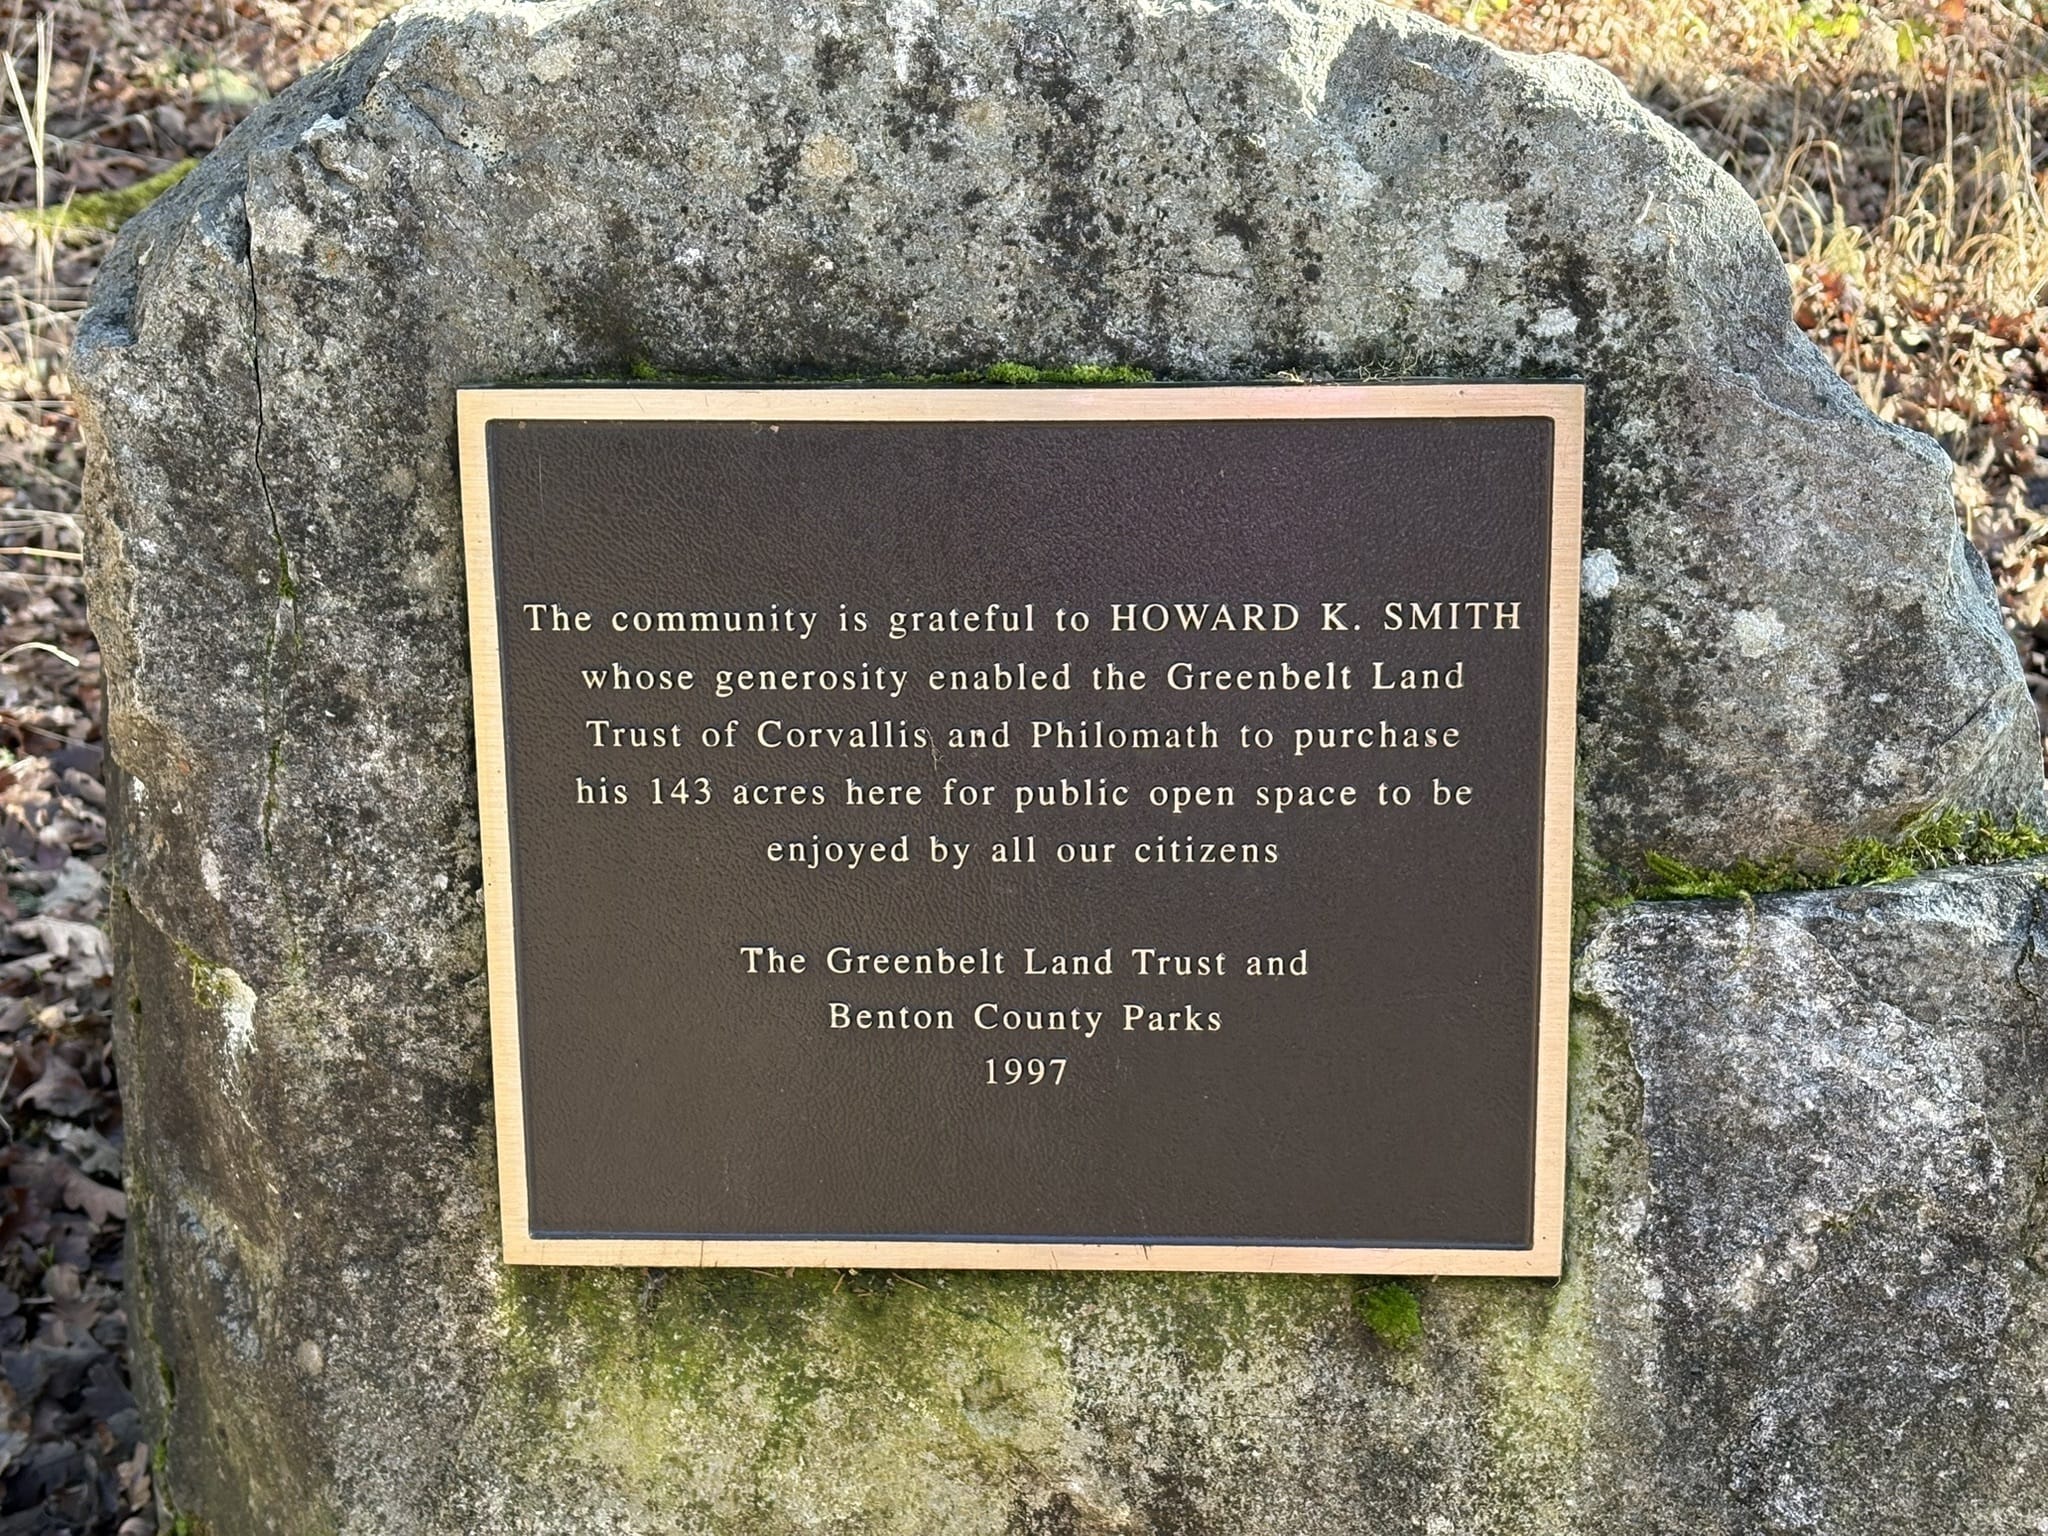 The community is grateful to HOWARD K. SMITH
whose generosity enabled the Greenbelt Land
Trust of Corvallis and Philomath to purchase
his 143 acres here for public open space to be
enjoyed by all our citizens
The Greenbelt Land Trust and
Benton County Parks
1997